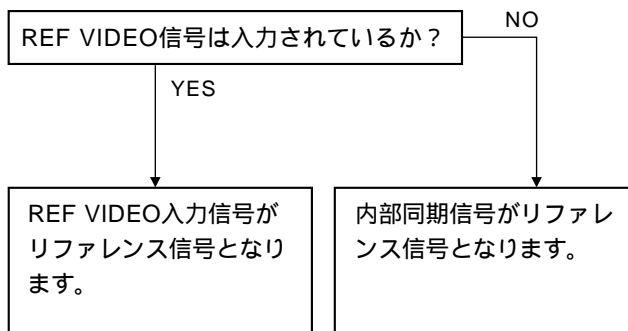 REF VIDEO信号は入力されているか？
NO
YES
REF VIDEO入力信号が
リファレンス信号となり
ます。
内部同期信号がリファレ
ンス信号となります。